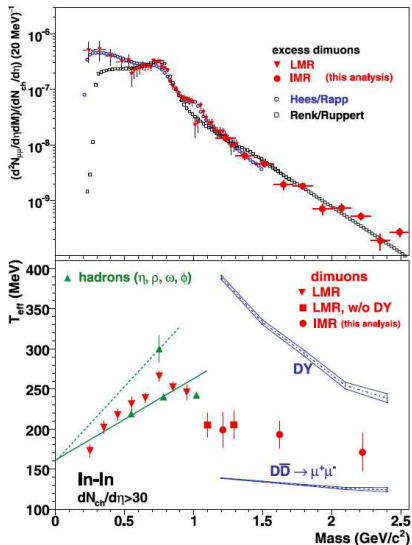 (d²N_μμ/dηdM)/(dN_ch/dη) (20 MeV)⁻¹
10⁻⁶
10⁻⁷
10⁻⁸
10⁻⁹
excess dimuons
LMR
IMR (this analysis)
Hees/Rapp
Renk/Ruppert
T_eff (MeV)
400
350
300
250
200
150
100
hadrons (η, ρ, ω, ϕ)
dimuons
LMR
LMR, w/o DY
IMR (this analysis)
DY
DD̅ → μ⁺μ⁻
In-In
dN_ch/dη>30
0 0.5 1 1.5 2 2.5
Mass (GeV/c²)